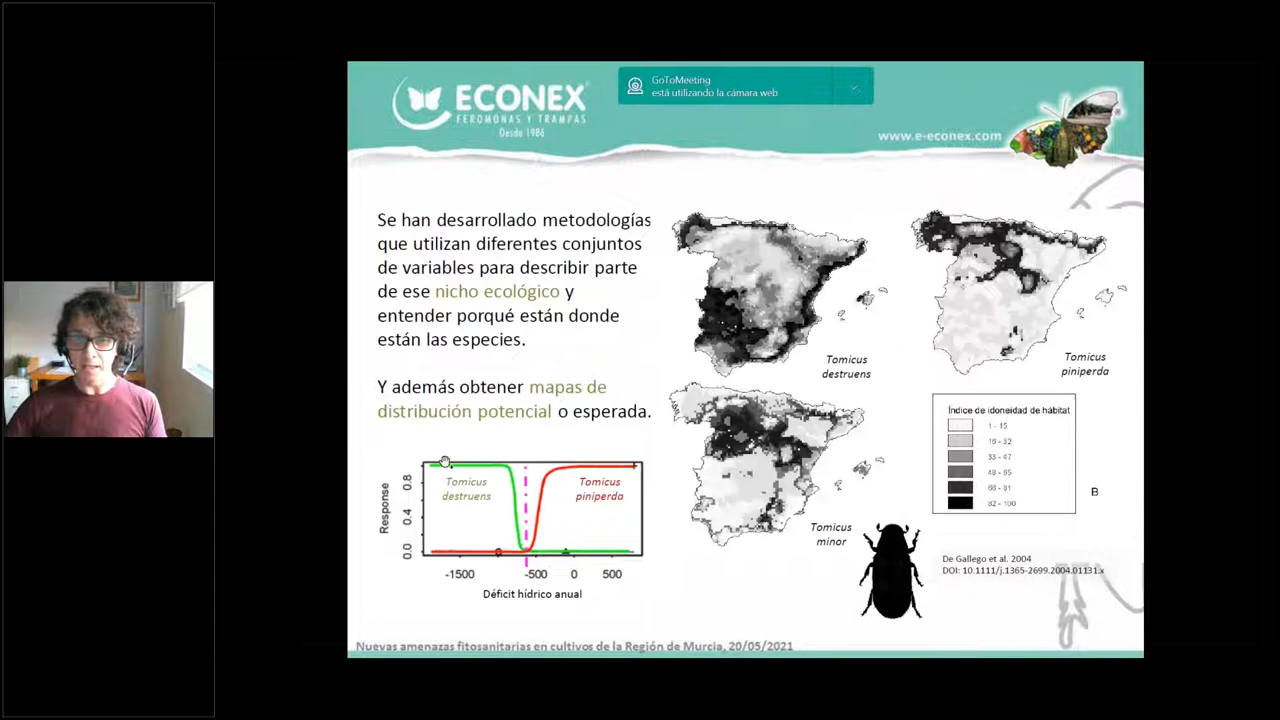 GoToMeeting
está utilizando la cámara web
ECONEX
FEROMONAS Y TRAMPAS
Desde 1986
www.e-econex.com
Se han desarrollado metodologías
que utilizan diferentes conjuntos
de variables para describir parte
de ese nicho ecológico y
entender porqué están donde
están las especies.
Y además obtener mapas de
distribución potencial o esperada.
Tomicus
destruens
Tomicus
piniperda
Tomicus
minor
Índice de idoneidad de hábitat
1 - 15
16 - 32
33 - 47
48 - 65
66 - 81
82 - 100
B
Response
0.8
0.4
0.0
Tomicus
destruens
Tomicus
piniperda
-1500
-500
0
500
Déficit hídrico anual
De Gallego et al. 2004
DOI: 10.1111/j.1365-2699.2004.01131.x
Nuevas amenazas fitosanitarias en cultivos de la Región de Murcia, 20/05/2021